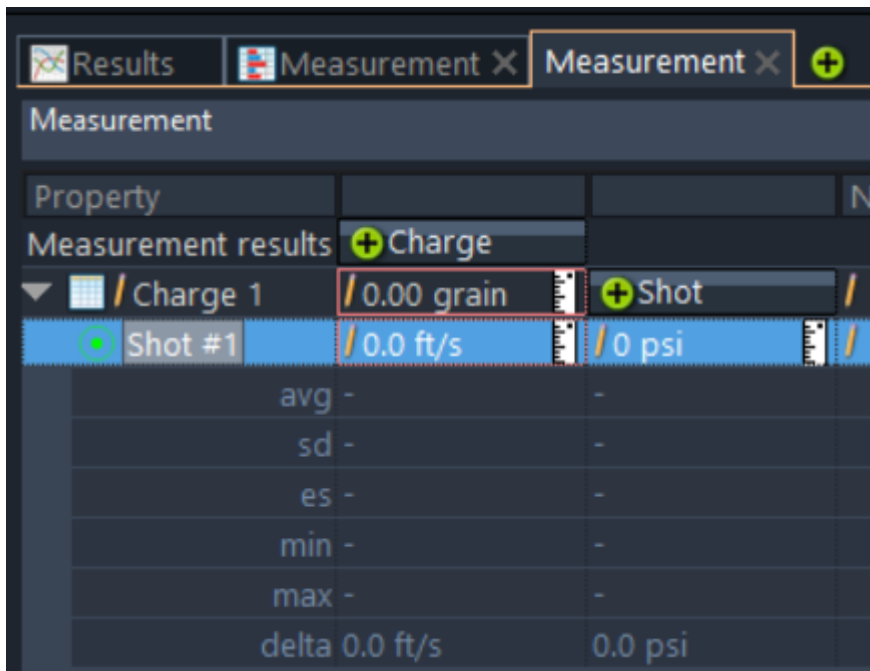 Results Measurement Measurement
Measurement
Property N
Measurement results Charge
Charge 1 0.00 grain Shot
Shot #1 0.0 ft/s 0 psi
avg - -
sd - -
es - -
min - -
max - -
delta 0.0 ft/s 0.0 psi